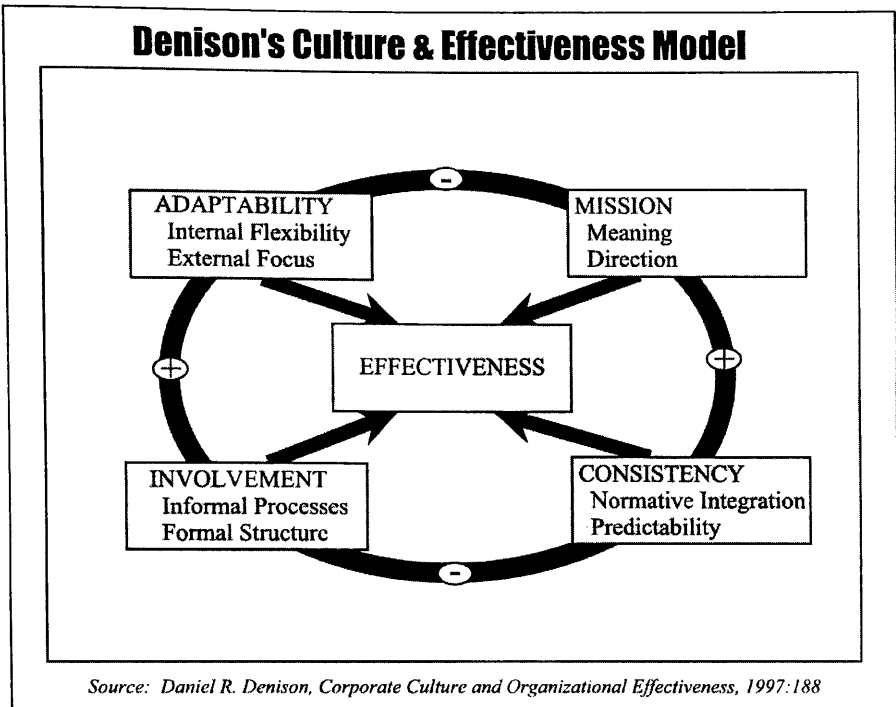 Denison's Culture & Effectiveness Model
-
ADAPTABILITY
Internal Flexibility
External Focus
MISSION
Meaning
Direction
+
EFFECTIVENESS
+
INVOLVEMENT
Informal Processes
Formal Structure
CONSISTENCY
Normative Integration
Predictability
-
Source: Daniel R. Denison, Corporate Culture and Organizational Effectiveness, 1997:188